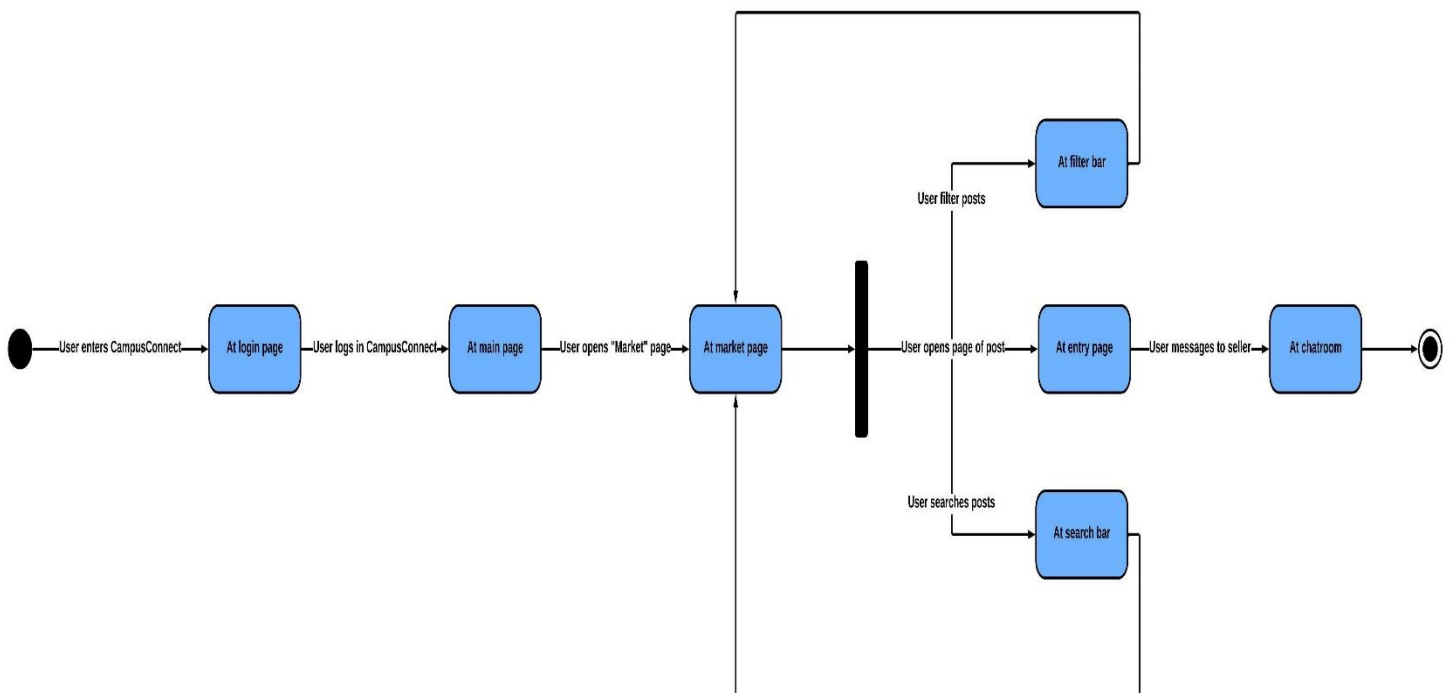 At filter bar
User filter posts
User enters CampusConnect
At login page
User logs in CampusConnect
At main page
User opens "Market" page
At market page
User opens page of post
At entry page
User messages to seller
At chatroom
User searches posts
At search bar